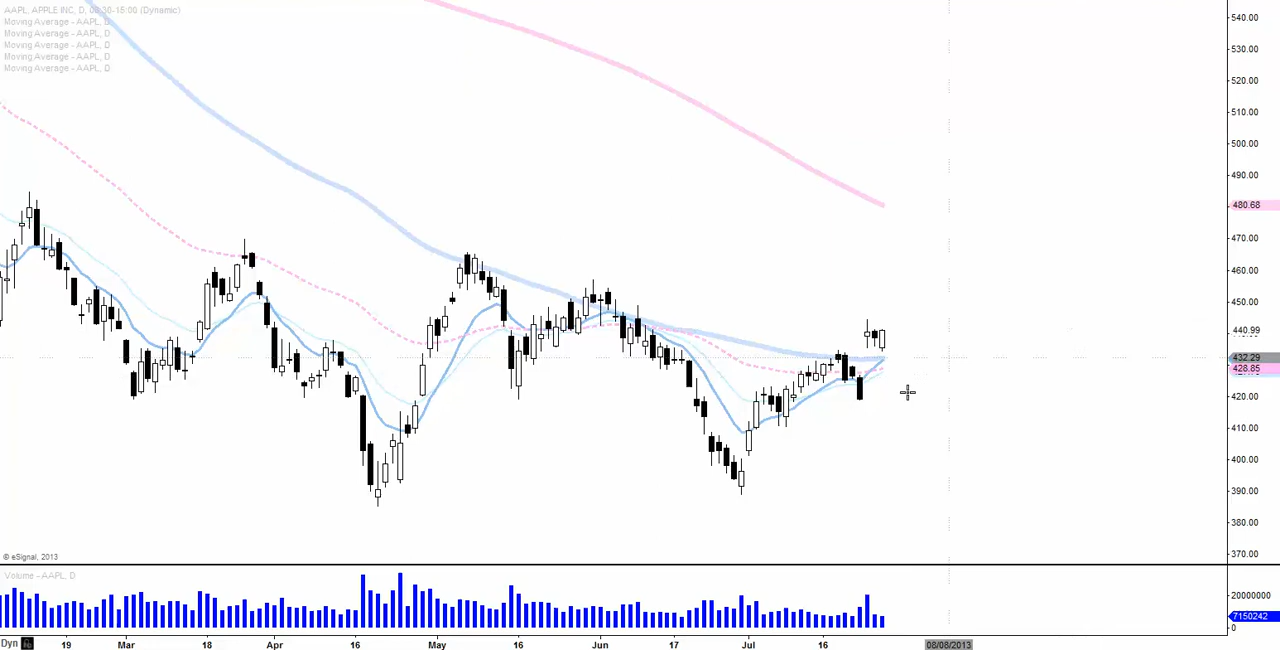 AAPL, APPLE INC, D, 08:30-15:00 (Dynamic)
Moving Average - AAPL, D
Moving Average - AAPL, D
Moving Average - AAPL, D
Moving Average - AAPL, D
Moving Average - AAPL, D
540.00
530.00
520.00
510.00
500.00
490.00
480.68
470.00
460.00
450.00
440.99
432.29
428.85
420.00
410.00
400.00
390.00
380.00
370.00
© eSignal, 2013
Volume - AAPL, D
20000000
7150242
0
Dyn 19 Mar 18 Apr 16 May 16 Jun 17 Jul 16 08/08/2013